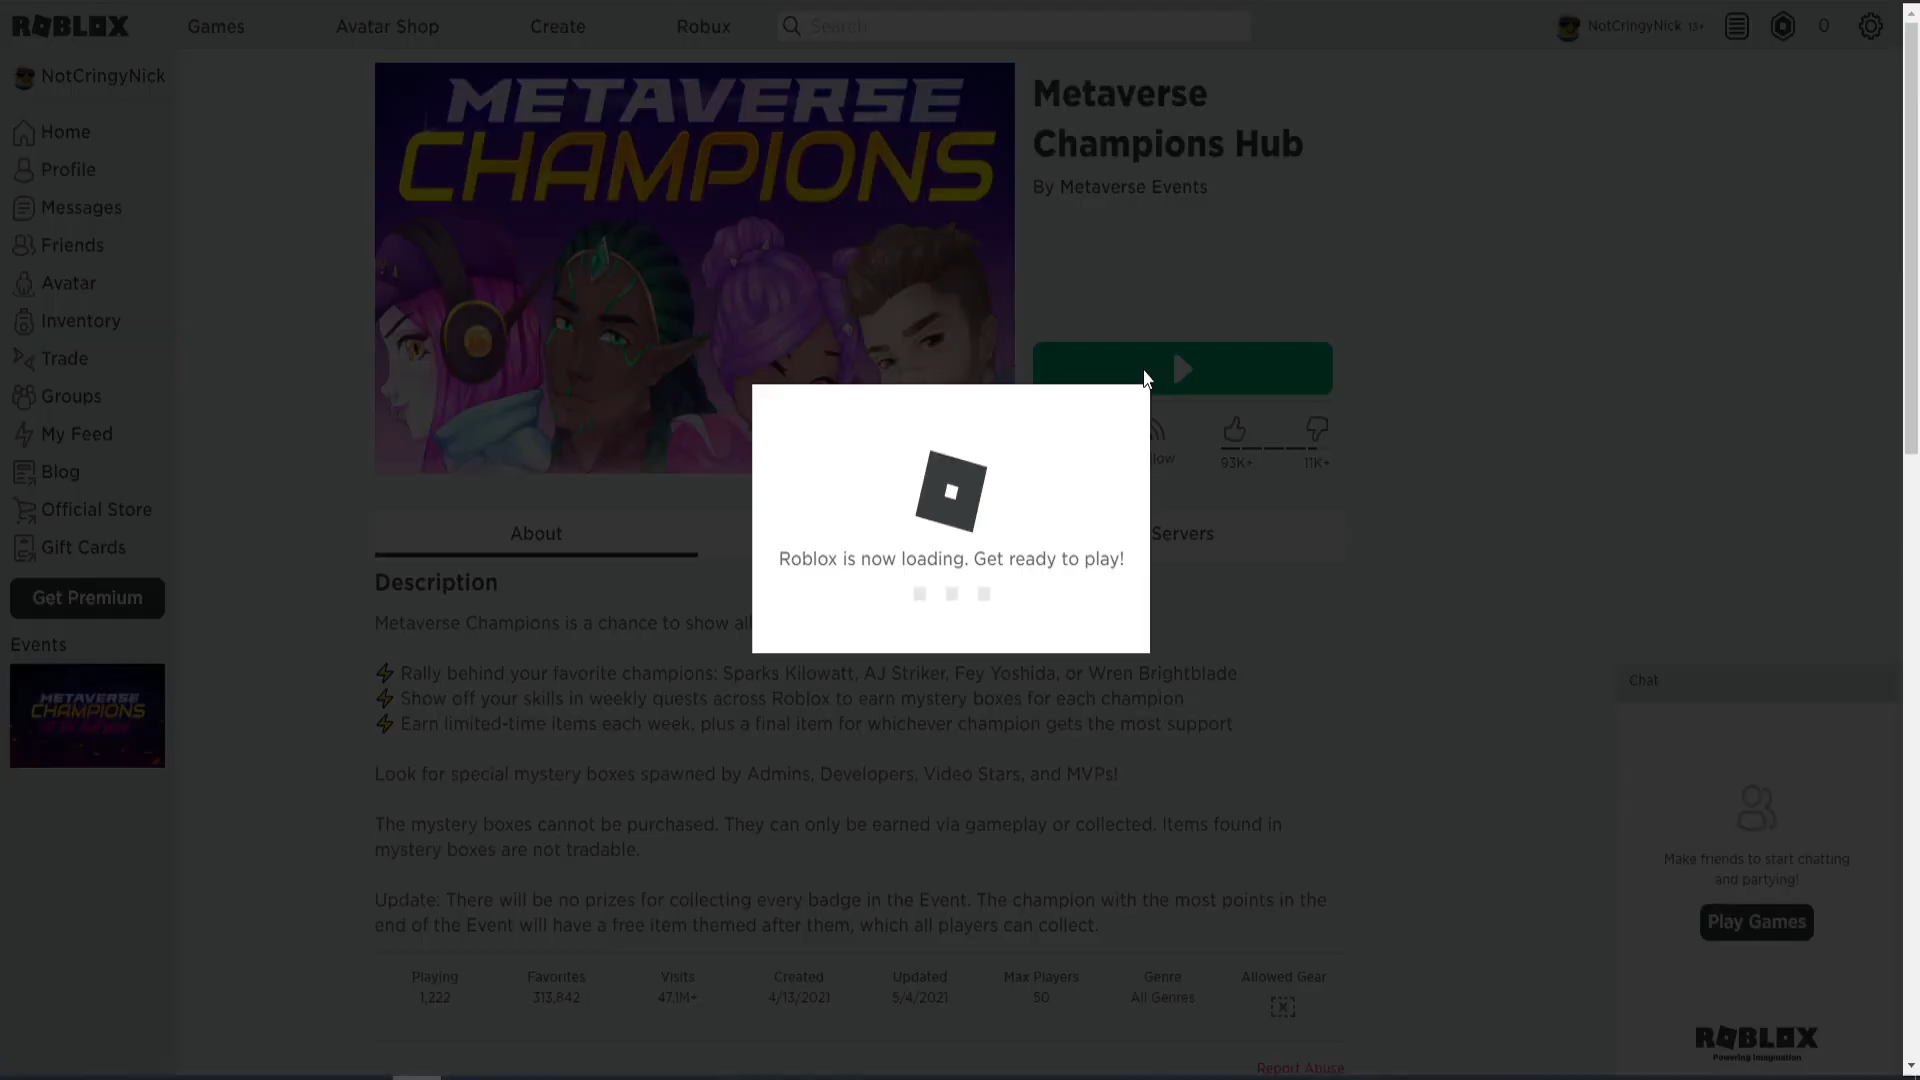 ROBLOX
Games
Avatar Shop
Create
Robux
Search
NotCringyNick 13+
0
NotCringyNick
Home
Profile
Messages
Friends
Avatar
Inventory
Trade
Groups
My Feed
Blog
Official Store
Gift Cards
Get Premium
Events
METAVERSE
CHAMPIONS
METAVERSE
CHAMPIONS
Metaverse
Champions Hub
By Metaverse Events
93K+
11K+
Roblox is now loading. Get ready to play!
About
Servers
Description
Metaverse Champions is a chance to show
Rally behind your favorite champions: Sparks Kilowatt, AJ Striker, Fey Yoshida, or Wren Brightblade
Show off your skills in weekly quests across Roblox to earn mystery boxes for each champion
Earn limited-time items each week, plus a final item for whichever champion gets the most support
Look for special mystery boxes spawned by Admins, Developers, Video Stars, and MVPs!
The mystery boxes cannot be purchased. They can only be earned via gameplay or collected. Items found in
mystery boxes are not tradable.
Update: There will be no prizes for collecting every badge in the Event. The champion with the most points in the
end of the Event will have a free item themed after them, which all players can collect.
Playing
Favorites
Visits
Created
Updated
Max Players
Genre
Allowed Gear
1,222
313,842
47.1M+
4/13/2021
5/4/2021
50
All Genres
Report Abuse
Chat
Make friends to start chatting
and partying!
Play Games
ROBLOX
Powering Imagination